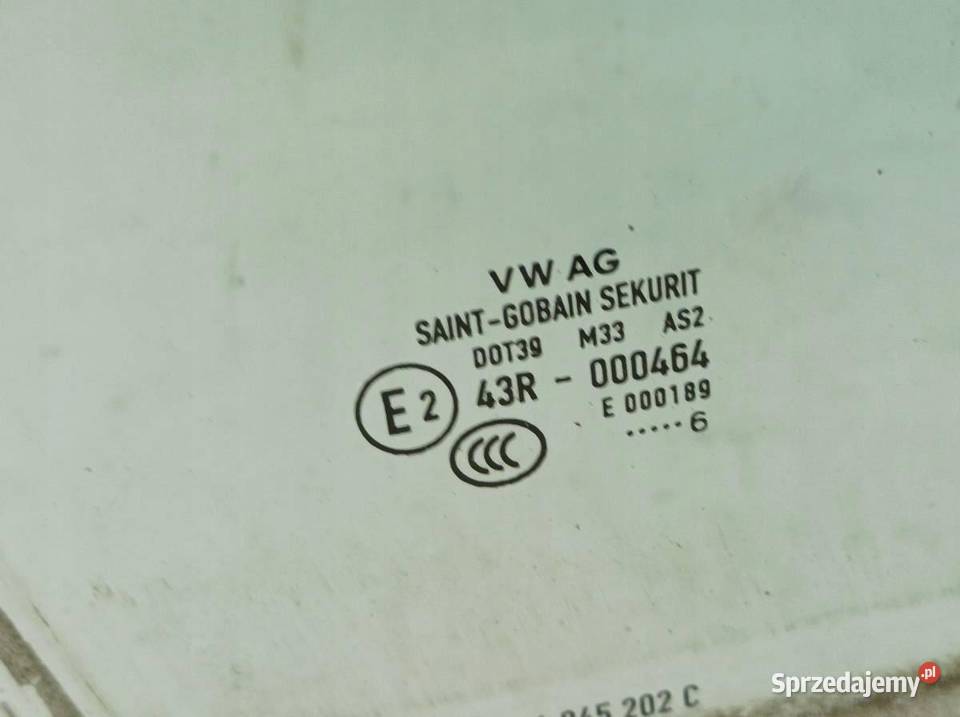 VW AG
SAINT-GOBAIN SEKURIT
DOT39 M33 AS2
E2 43R - 000464
E 000189
CCC .....6
845 202 C
Sprzedajemy.pl